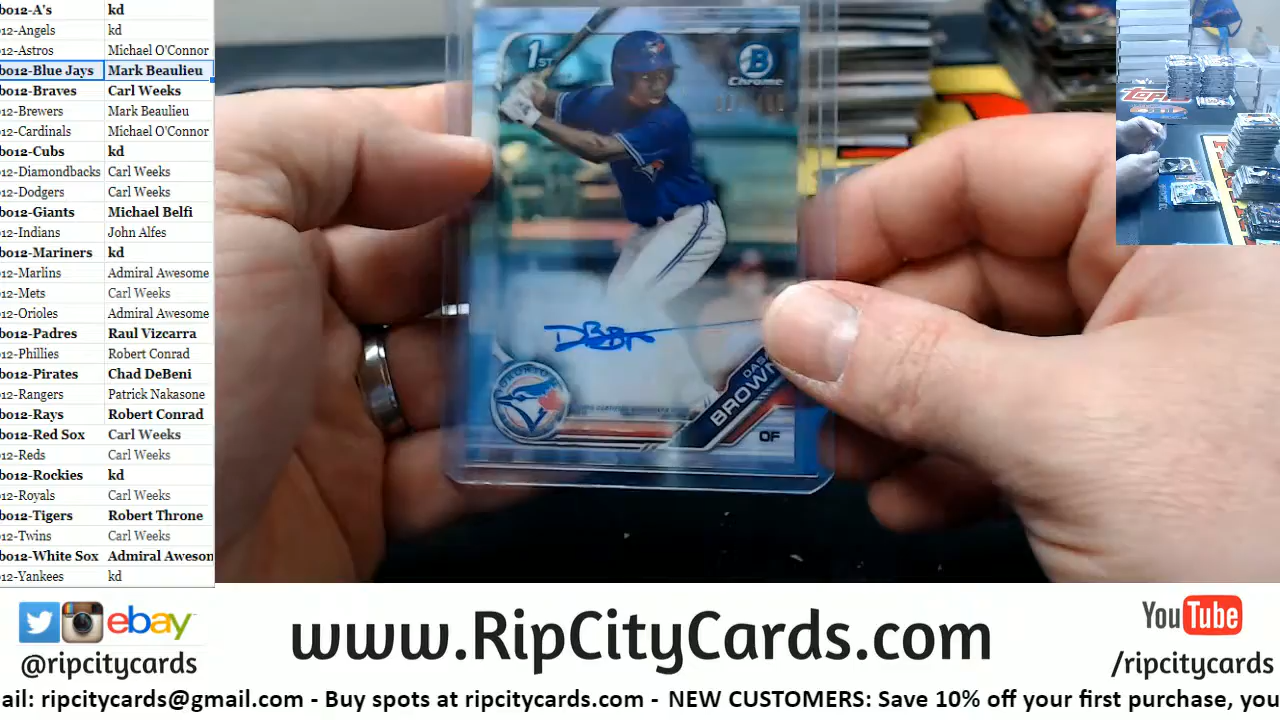 bo12-A's kd
12-Angels kd
12-Astros Michael O'Connor
bo12-Blue Jays Mark Beaulieu
bo12-Braves Carl Weeks
12-Brewers Mark Beaulieu
12-Cardinals Michael O'Connor
bo12-Cubs kd
12-Diamondbacks Carl Weeks
12-Dodgers Carl Weeks
bo12-Giants Michael Belfi
12-Indians John Alfes
bo12-Mariners kd
12-Marlins Admiral Awesome
12-Mets Carl Weeks
12-Orioles Admiral Awesome
bo12-Padres Raul Vizcarra
12-Phillies Robert Conrad
bo12-Pirates Chad DeBeni
12-Rangers Patrick Nakasone
bo12-Rays Robert Conrad
bo12-Red Sox Carl Weeks
12-Reds Carl Weeks
bo12-Rockies kd
12-Royals Carl Weeks
bo12-Tigers Robert Throne
12-Twins Carl Weeks
bo12-White Sox Admiral Aweson
12-Yankees kd
1ST
B
Chrome
TORONTO
DAS
BROWN
OF
Topps
ebay
@ripcitycards
www.RipCityCards.com
YouTube
/ripcitycards
ail: ripcitycards@gmail.com - Buy spots at ripcitycards.com - NEW CUSTOMERS: Save 10% off your first purchase, you